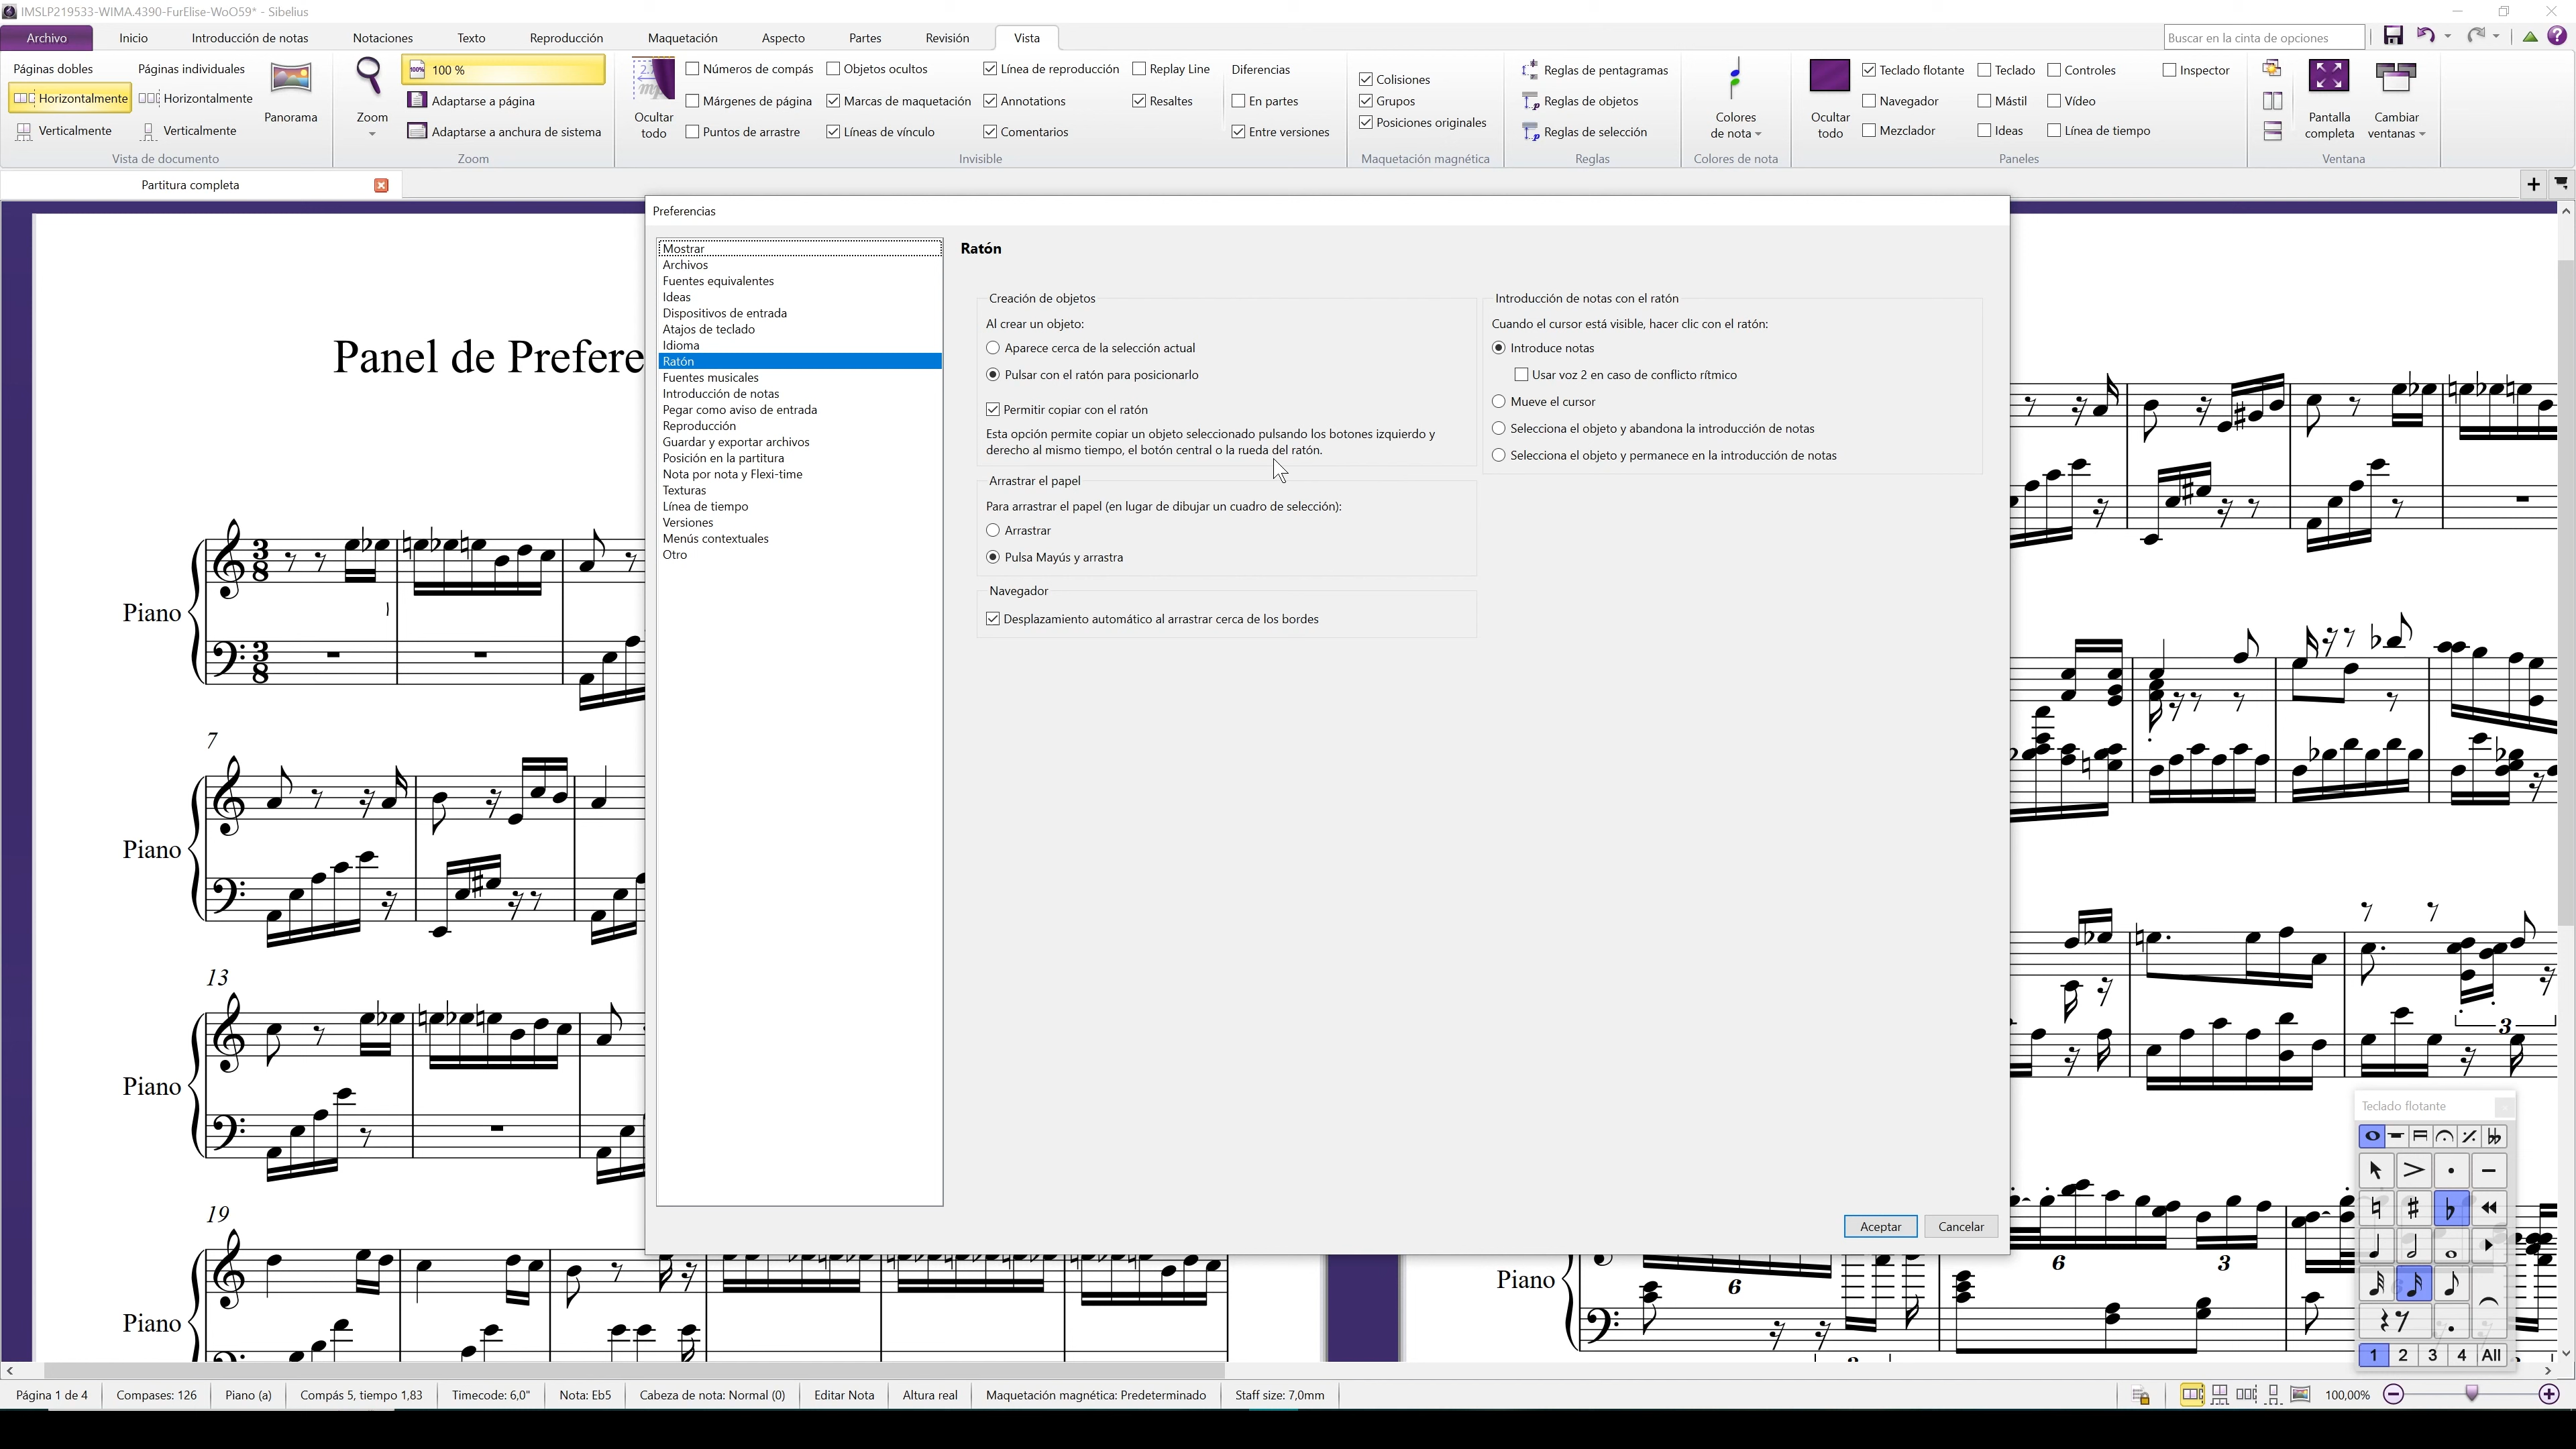 IMSLP219533-WIMA.4390-FurElise-WoO59* - Sibelius
Archivo Inicio Introducción de notas Notaciones Texto Reproducción Maquetación Aspecto Partes Revisión Vista Buscar en la cinta de opciones
Páginas dobles Páginas individuales
Horizontalmente Horizontalmente
Verticalmente Verticalmente
Panorama
Vista de documento
Zoom
100 %
Adaptarse a página
Adaptarse a anchura de sistema
Zoom
Ocultar
todo
Números de compás Objetos ocultos Línea de reproducción Replay Line Diferencias
Márgenes de página Marcas de maquetación Annotations Resaltes En partes
Puntos de arrastre Líneas de vínculo Comentarios Entre versiones
Invisible
Colisiones
Grupos
Posiciones originales
Maquetación magnética
Reglas de pentagramas
Reglas de objetos
Reglas de selección
Reglas
Colores
de nota
Colores de nota
Ocultar
todo
Teclado flotante Teclado Controles Inspector
Navegador Mástil Vídeo
Mezclador Ideas Línea de tiempo
Paneles
Pantalla
completa
Cambiar
ventanas
Ventana
Partitura completa
Panel de Prefere
Piano
7
Piano
13
Piano
19
Piano
Preferencias
Mostrar
Archivos
Fuentes equivalentes
Ideas
Dispositivos de entrada
Atajos de teclado
Idioma
Ratón
Fuentes musicales
Introducción de notas
Pegar como aviso de entrada
Reproducción
Guardar y exportar archivos
Posición en la partitura
Nota por nota y Flexi-time
Texturas
Línea de tiempo
Versiones
Menús contextuales
Otro
Ratón
Creación de objetos
Al crear un objeto:
Aparece cerca de la selección actual
Pulsar con el ratón para posicionarlo
Permitir copiar con el ratón
Esta opción permite copiar un objeto seleccionado pulsando los botones izquierdo y
derecho al mismo tiempo, el botón central o la rueda del ratón.
Arrastrar el papel
Para arrastrar el papel (en lugar de dibujar un cuadro de selección):
Arrastrar
Pulsa Mayús y arrastra
Navegador
Desplazamiento automático al arrastrar cerca de los bordes
Introducción de notas con el ratón
Cuando el cursor está visible, hacer clic con el ratón:
Introduce notas
Usar voz 2 en caso de conflicto rítmico
Mueve el cursor
Selecciona el objeto y abandona la introducción de notas
Selecciona el objeto y permanece en la introducción de notas
Aceptar Cancelar
3
Piano
6
6
3
Teclado flotante
1 2 3 4 All
Página 1 de 4 Compases: 126 Piano (a) Compás 5, tiempo 1,83 Timecode: 6,0" Nota: Eb5 Cabeza de nota: Normal (0) Editar Nota Altura real Maquetación magnética: Predeterminado Staff size: 7,0mm 100,00%